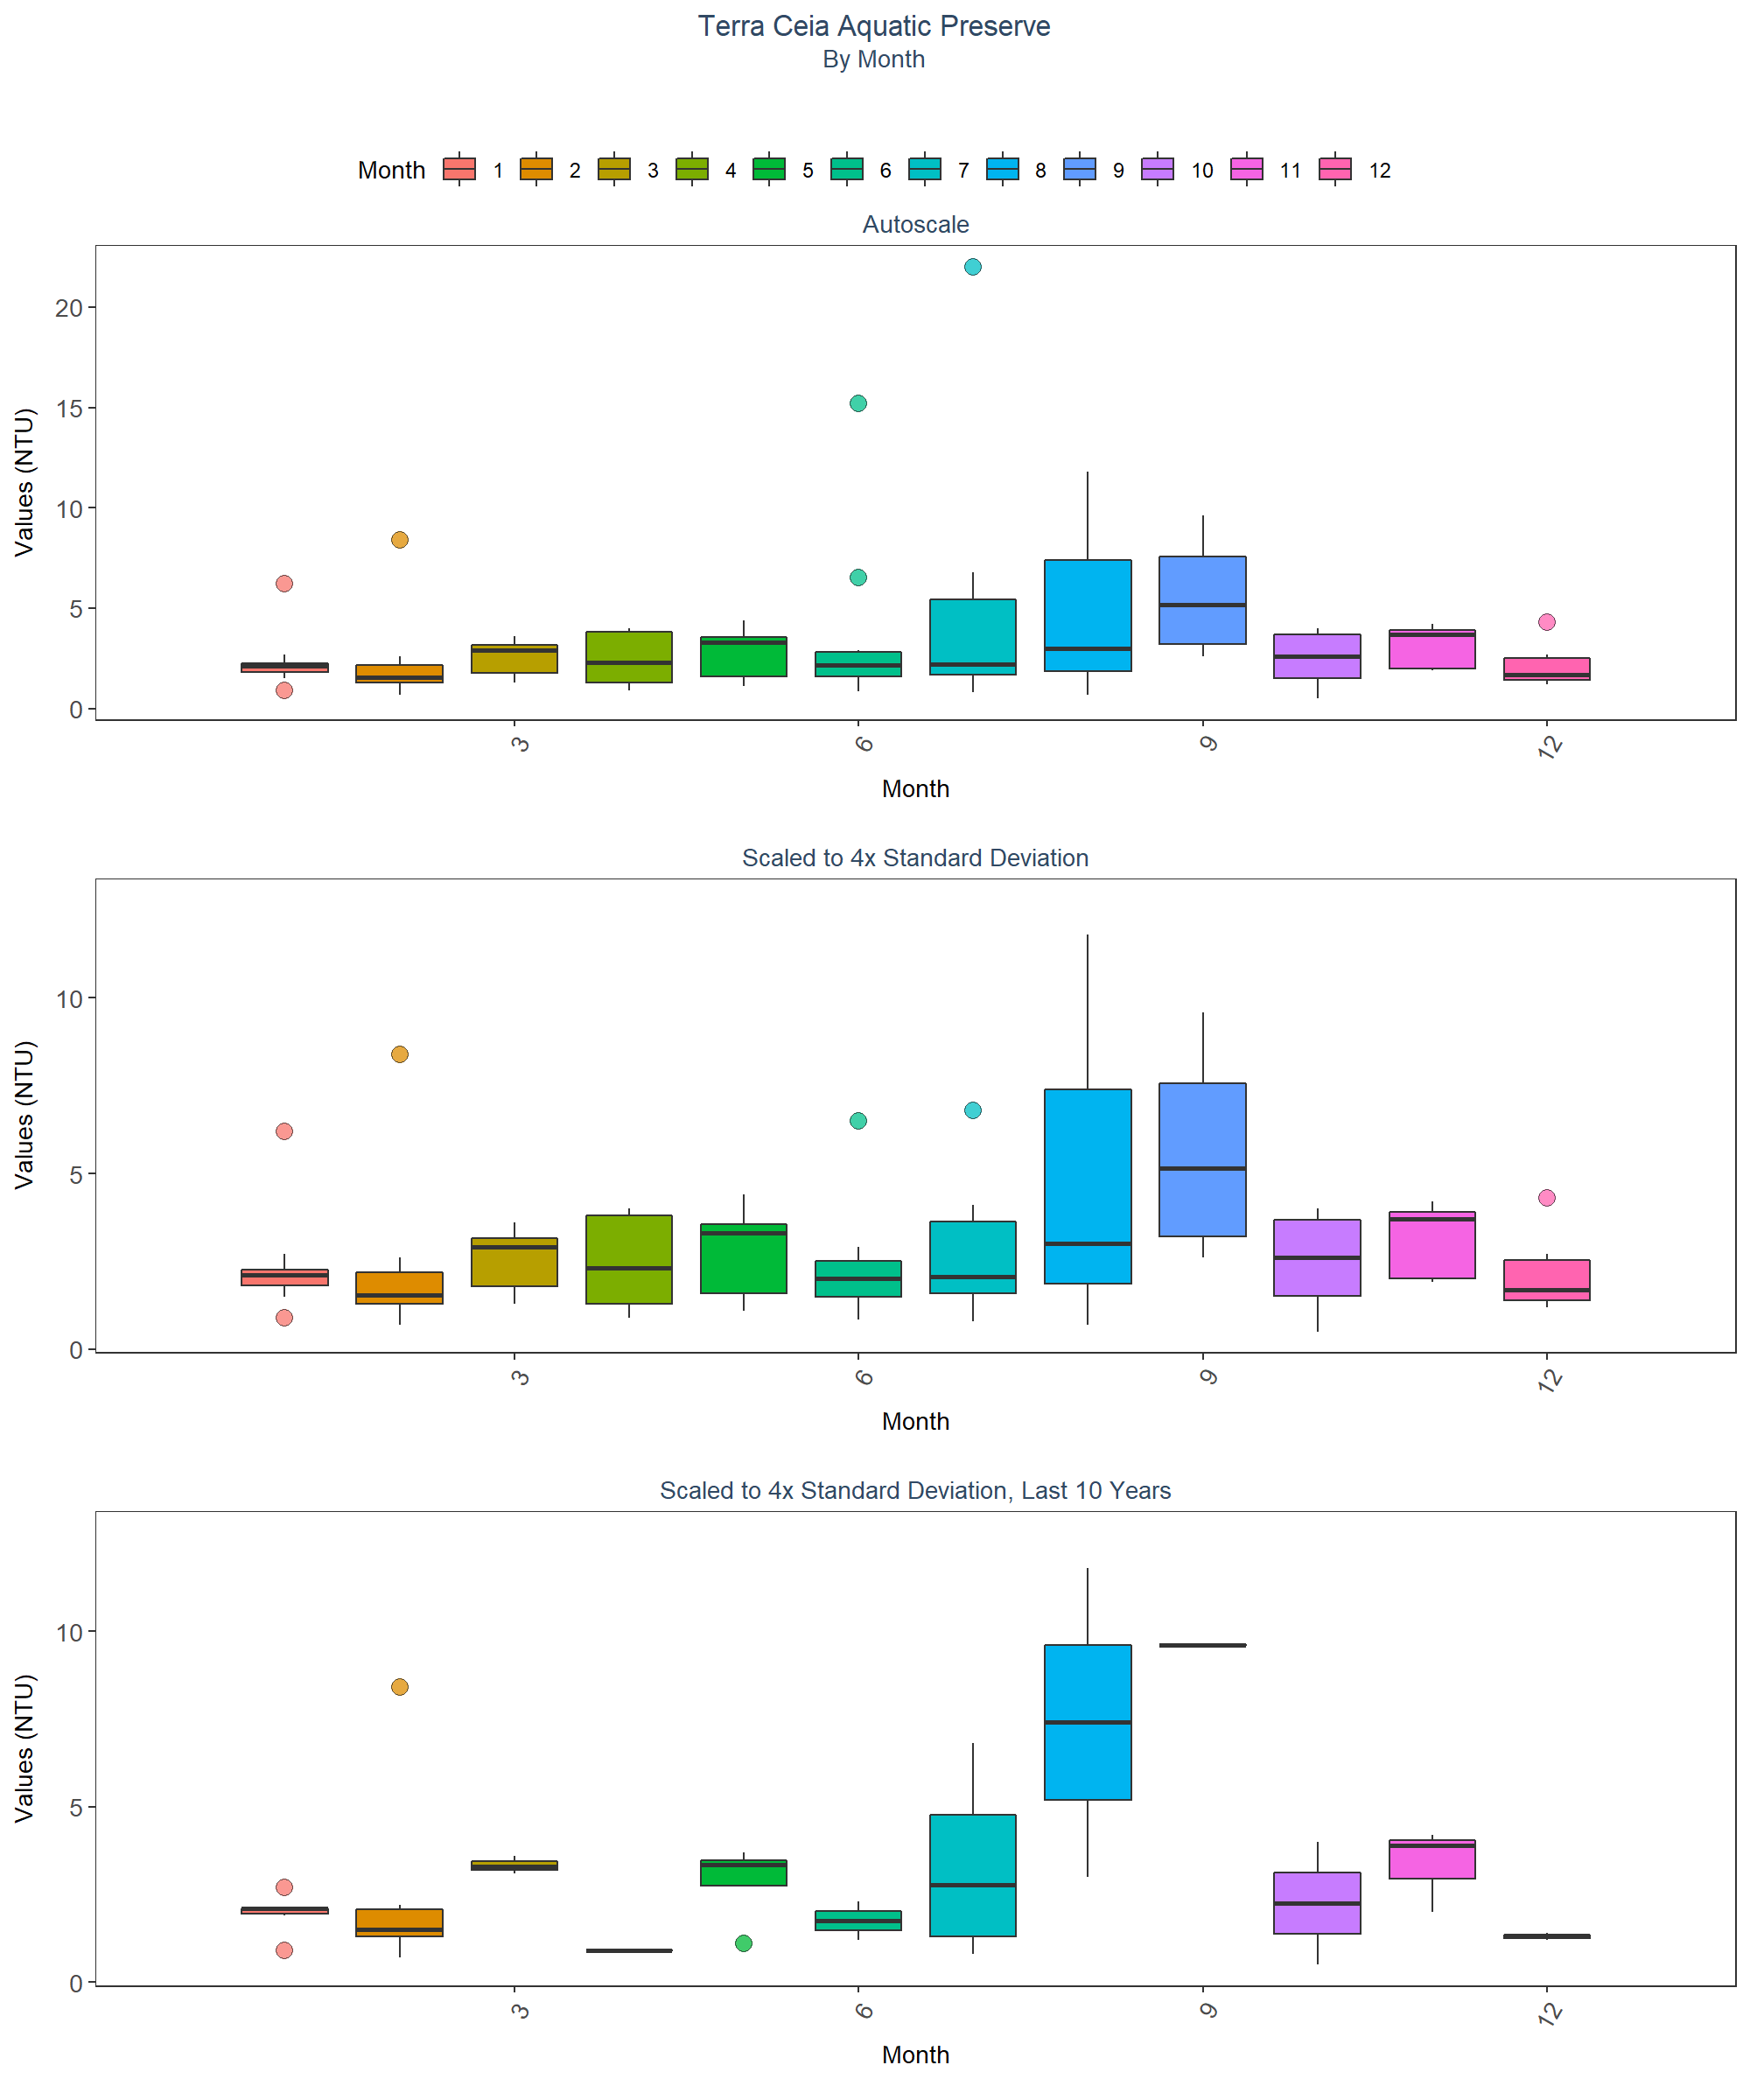 Terra Ceia Aquatic Preserve
By Month
Month 1 2 3 4 5 6 7 8 9 10 11 12
Autoscale
Values (NTU)
20
15
10
5
0
3 6 9 12
Month
Scaled to 4x Standard Deviation
Values (NTU)
10
5
0
3 6 9 12
Month
Scaled to 4x Standard Deviation, Last 10 Years
Values (NTU)
10
5
0
3 6 9 12
Month